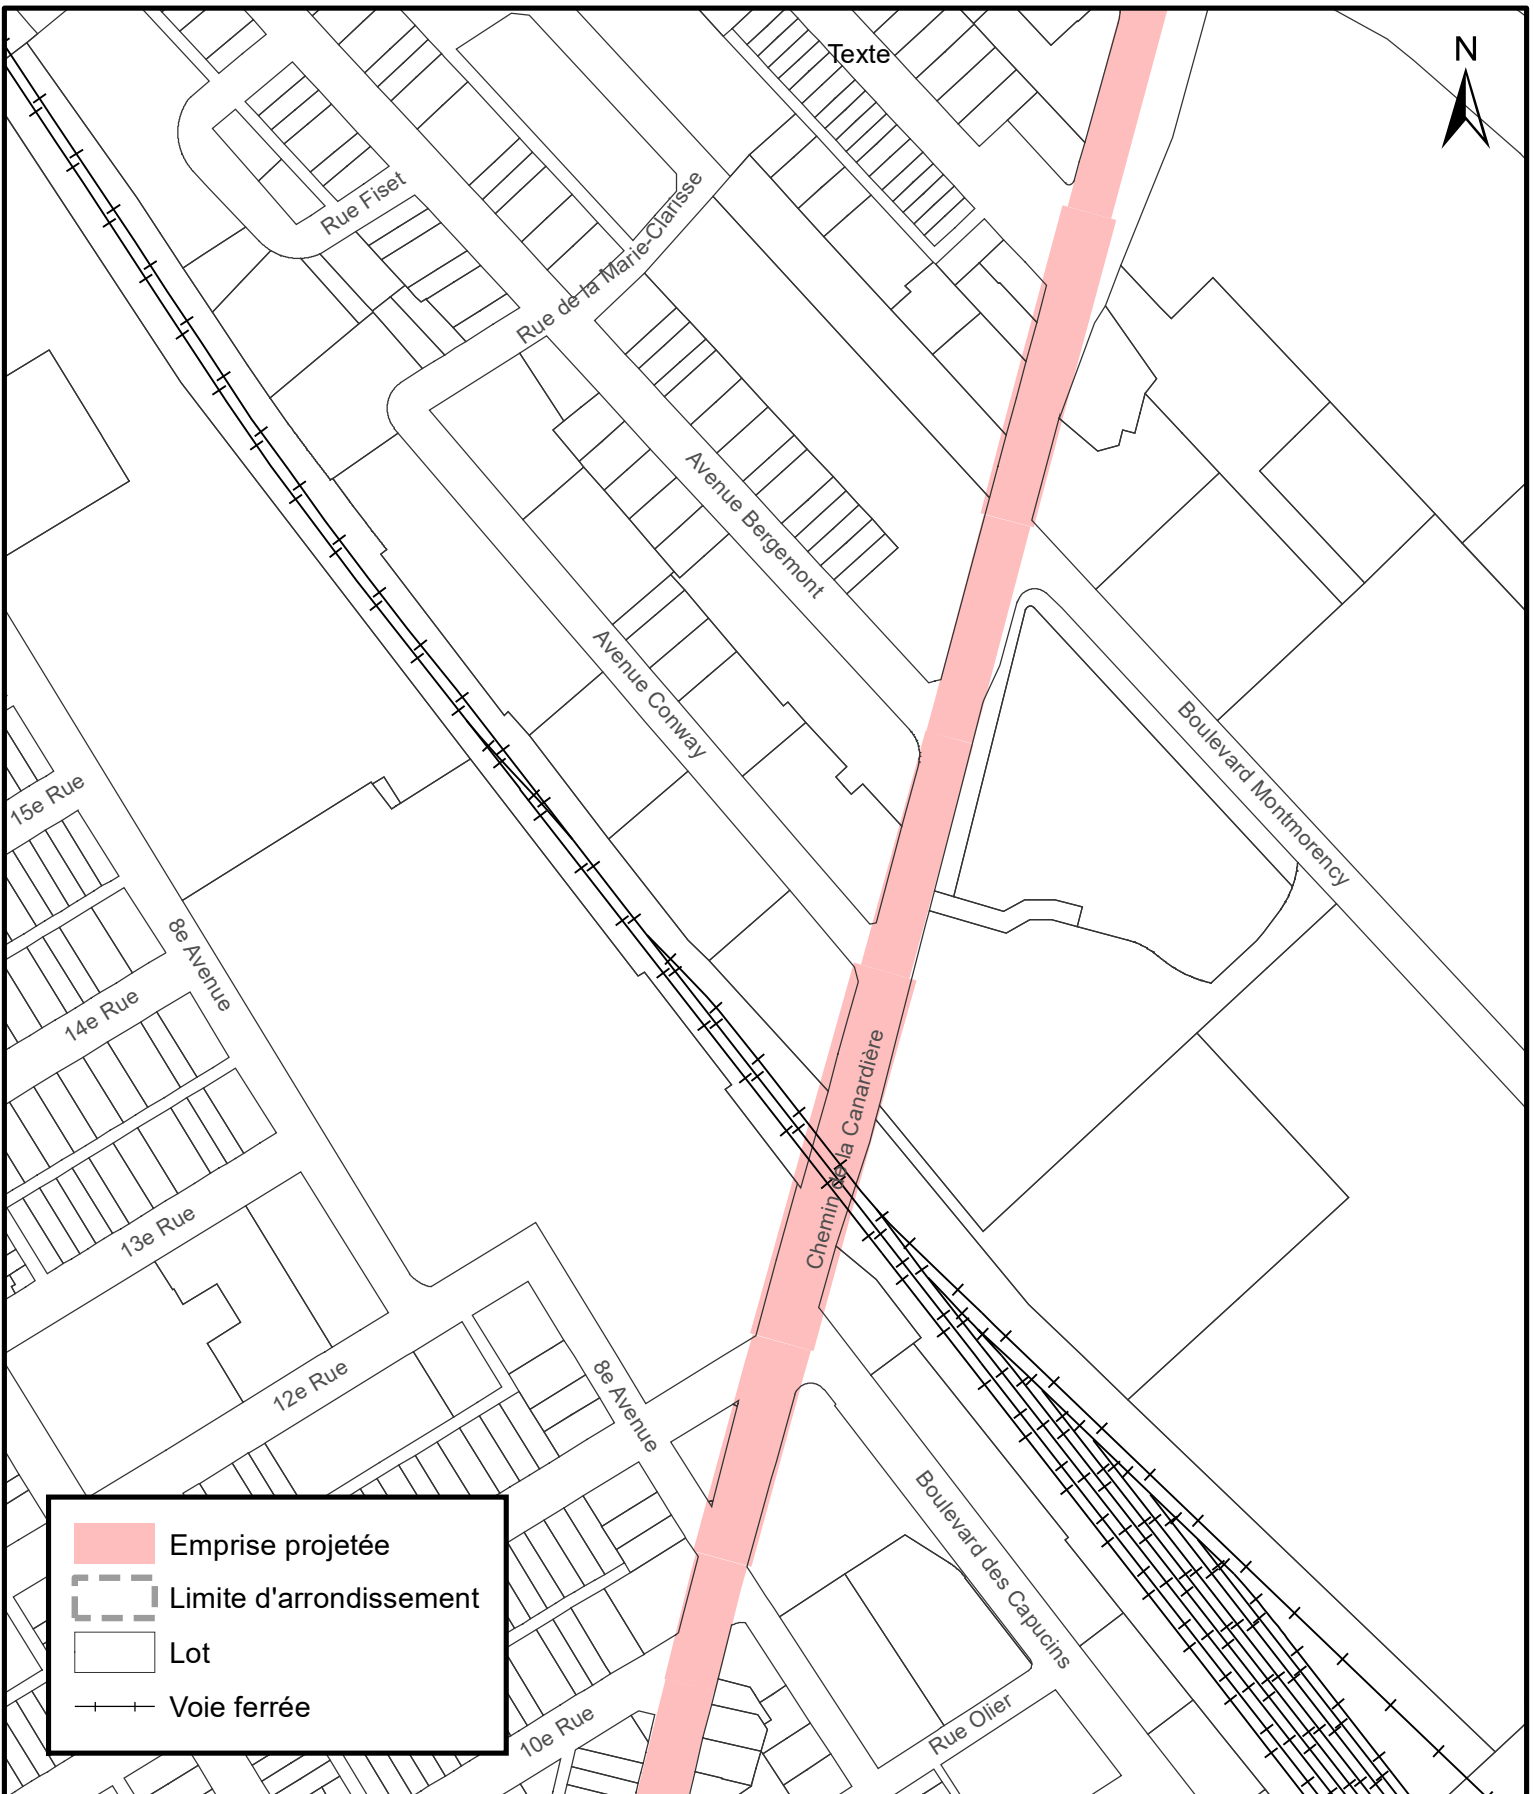 Texte
N
Rue Fiset
Rue de la Marie-Clarisse
Avenue Bergemont
Avenue Conway
Boulevard Montmorency
15e Rue
8e Avenue
14e Rue
Chemin de la Canardière
13e Rue
12e Rue
8e Avenue
Boulevard des Capucins
10e Rue
Rue Olier
Emprise projetée
Limite d'arrondissement
Lot
Voie ferrée